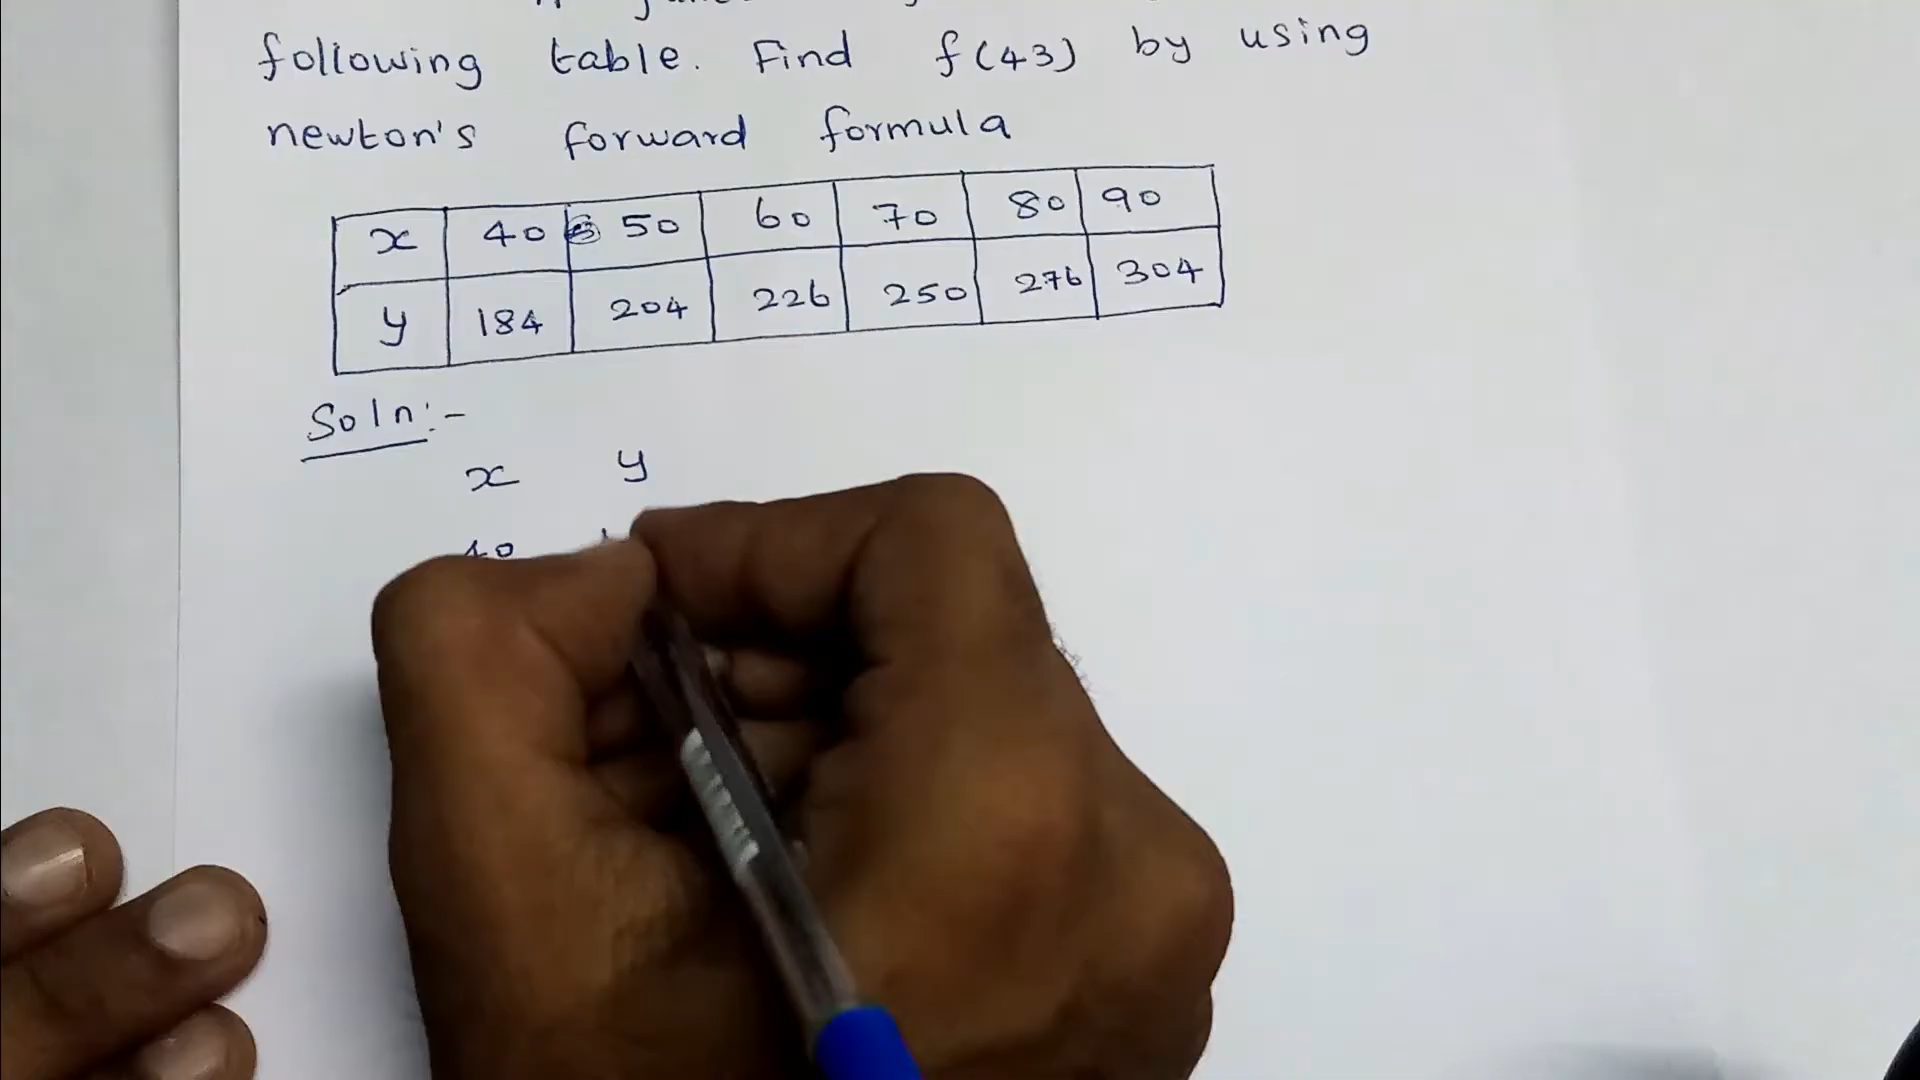 following table. Find f(43) by using
newton's forward formula
x 40 50 60 70 80 90
y 184 204 226 250 276 304
Soln:-
x y
40